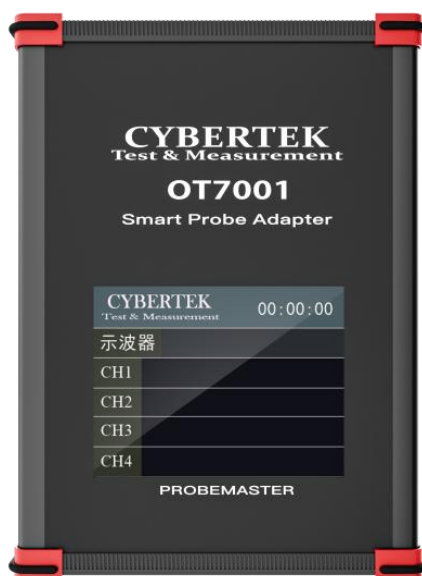 CYBERTEK
Test & Measurement
OT7001
Smart Probe Adapter
CYBERTEK
Test & Measurement
00:00:00
示波器
CH1
CH2
CH3
CH4
PROBEMASTER